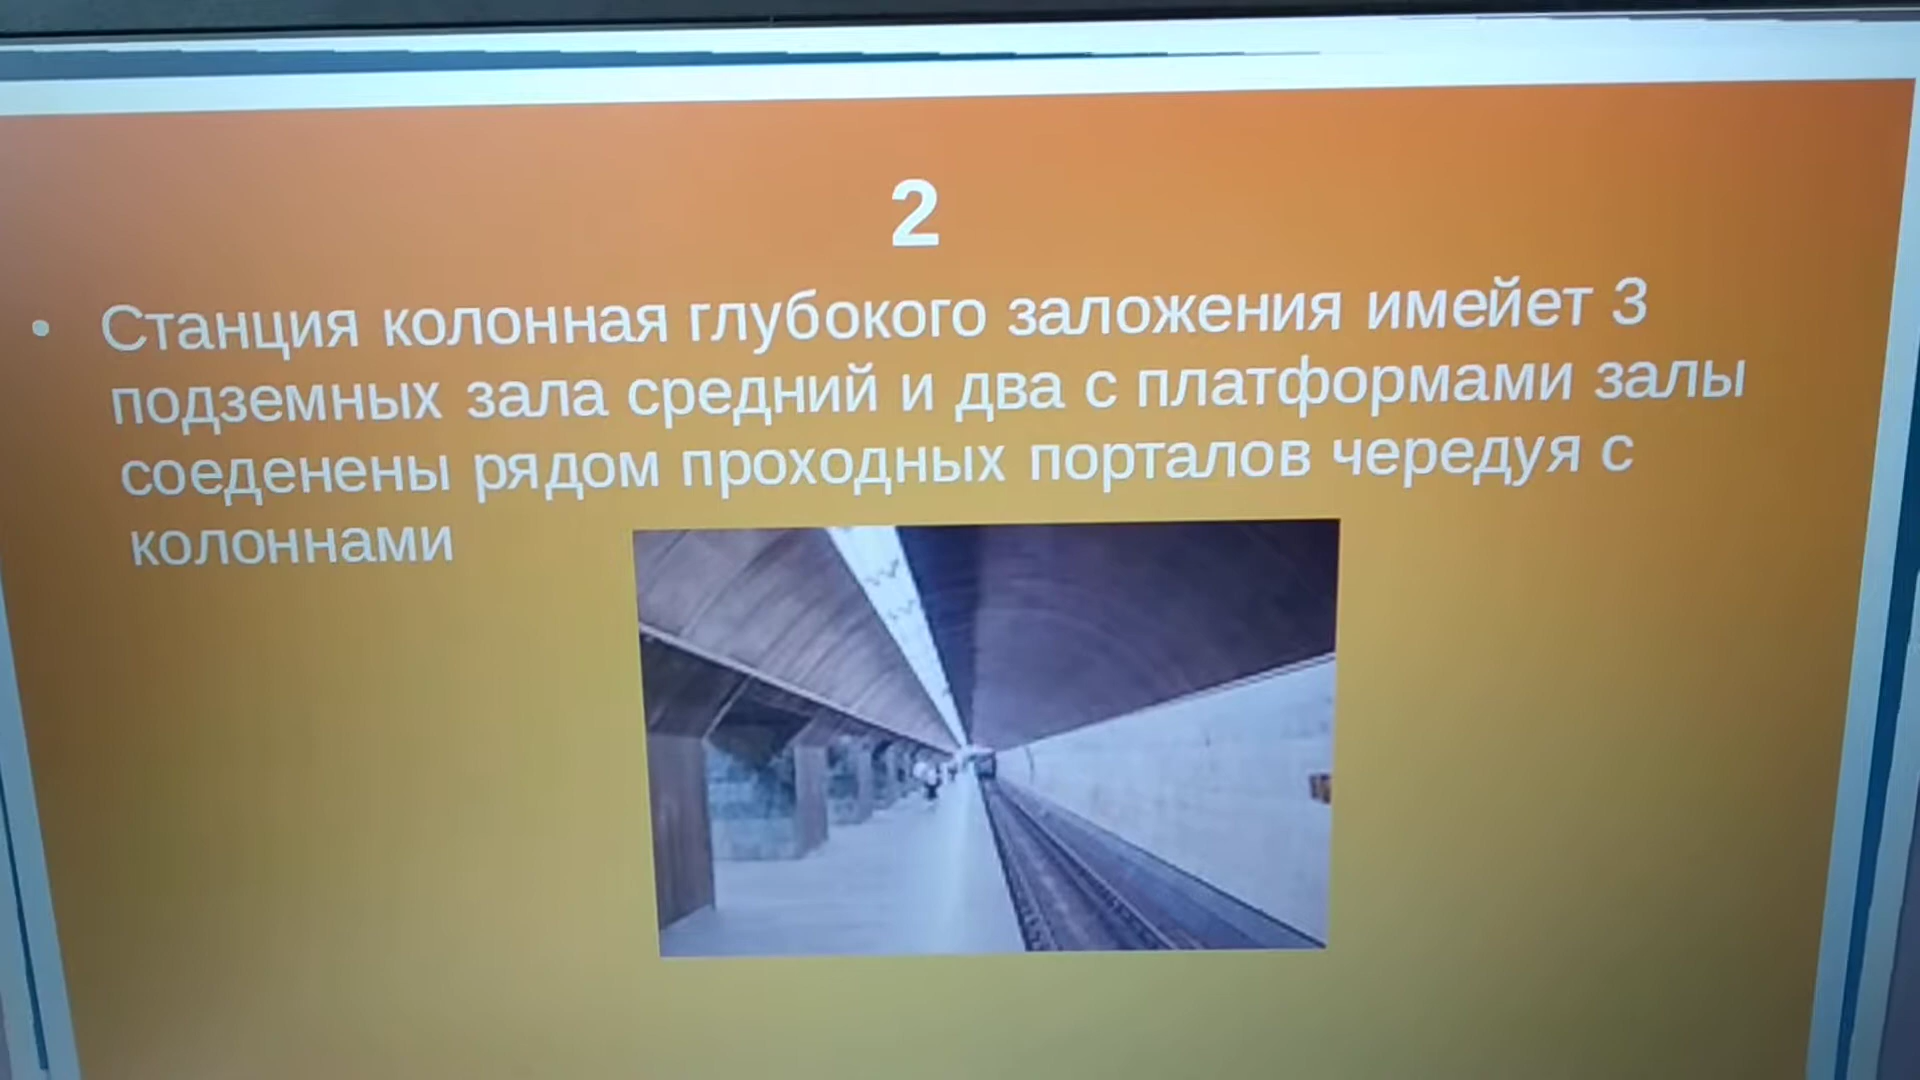 2
• Станция колонная глубокого заложения имейет 3
подземных зала средний и два с платформами залы
соеденены рядом проходных порталов чередуя с
колоннами